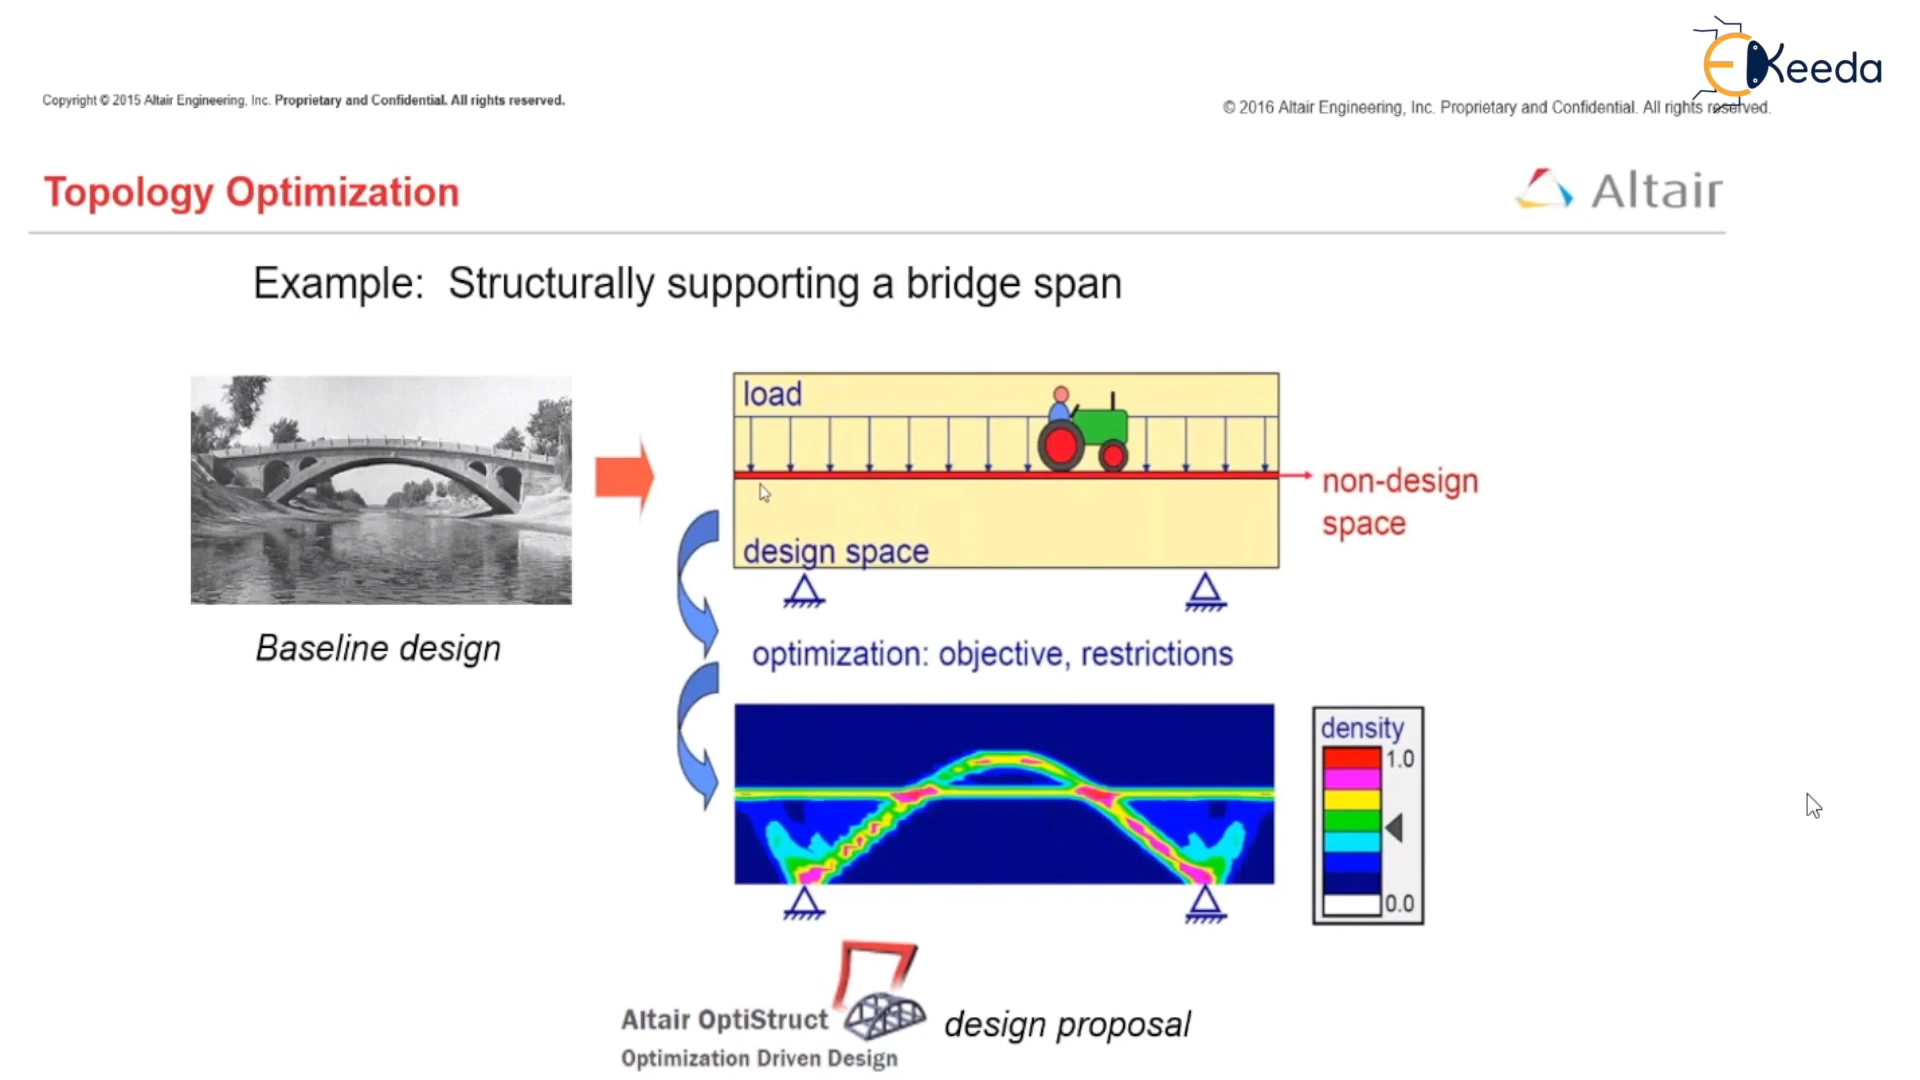 EKeeda
Copyright © 2015 Altair Engineering, Inc. Proprietary and Confidential. All rights reserved.
© 2016 Altair Engineering, Inc. Proprietary and Confidential. All rights reserved.
Topology Optimization
Altair
Example: Structurally supporting a bridge span
load
non-design
space
design space
Baseline design
optimization: objective, restrictions
density
1.0
0.0
Altair OptiStruct
Optimization Driven Design
design proposal